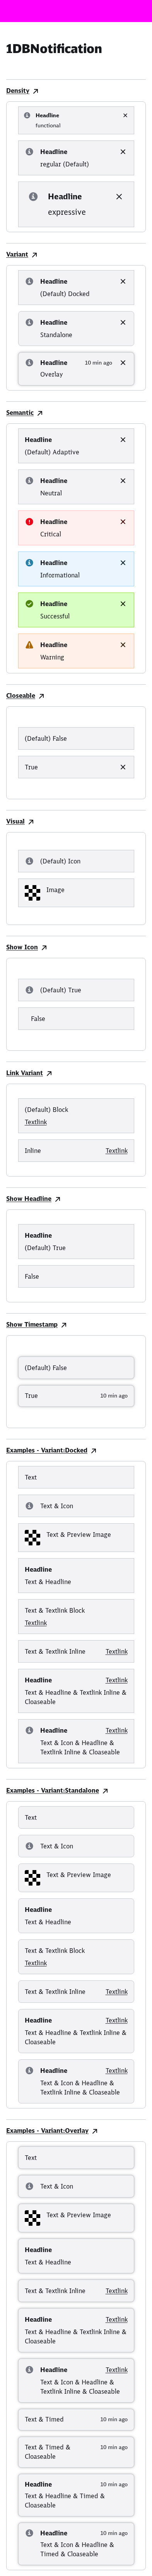 1DBNotification
Density
Headline
functional
Headline
regular (Default)
Headline
expressive
Variant
Headline
(Default) Docked
Headline
Standalone
Headline 10 min ago
Overlay
Semantic
Headline
(Default) Adaptive
Headline
Neutral
Headline
Critical
Headline
Informational
Headline
Successful
Headline
Warning
Closeable
(Default) False
True
Visual
(Default) Icon
Image
Show Icon
(Default) True
False
Link Variant
(Default) Block
Textlink
Inline Textlink
Show Headline
Headline
(Default) True
False
Show Timestamp
(Default) False
True 10 min ago
Examples - Variant:Docked
Text
Text & Icon
Text & Preview Image
Headline
Text & Headline
Text & Textlink Block
Textlink
Text & Textlink Inline Textlink
Headline Textlink
Text & Headline & Textlink Inline &
Cloaseable
Headline Textlink
Text & Icon & Headline &
Textlink Inline & Cloaseable
Examples - Variant:Standalone
Text
Text & Icon
Text & Preview Image
Headline
Text & Headline
Text & Textlink Block
Textlink
Text & Textlink Inline Textlink
Headline Textlink
Text & Headline & Textlink Inline &
Cloaseable
Headline Textlink
Text & Icon & Headline &
Textlink Inline & Cloaseable
Examples - Variant:Overlay
Text
Text & Icon
Text & Preview Image
Headline
Text & Headline
Text & Textlink Inline Textlink
Headline Textlink
Text & Headline & Textlink Inline &
Cloaseable
Headline Textlink
Text & Icon & Headline &
Textlink Inline & Cloaseable
Text & Timed 10 min ago
Text & Timed & 10 min ago
Cloaseable
Headline 10 min ago
Text & Headline & Timed &
Cloaseable
Headline 10 min ago
Text & Icon & Headline &
Timed & Cloaseable